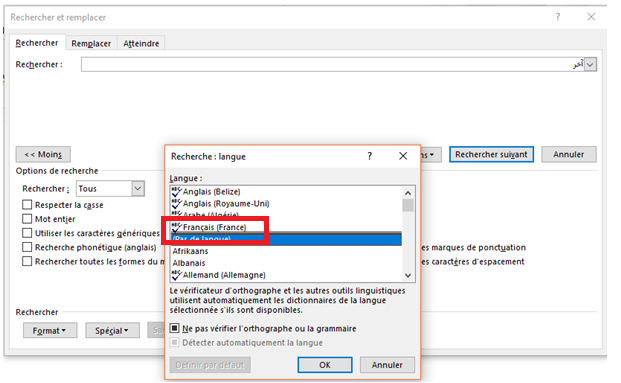 Rechercher et remplacer
Rechercher Remplacer Atteindre
Rechercher : آخر
<< Moins
Rechercher suivant Annuler
Options de recherche
Rechercher : Tous
Respecter la casse
Mot entier
Utiliser les caractères génériques
Recherche phonétique (anglais)
Rechercher toutes les formes du
es marques de ponctuation
es caractères d'espacement
Rechercher
Format Spécial
Recherche : langue
Langue :
Anglais (Belize)
Anglais (Royaume-Uni)
Arabe (Algérie)
Français (France)
(Pas de langue)
Afrikaans
Albanais
Allemand (Allemagne)
Le vérificateur d'orthographe et les autres outils linguistiques
utilisent automatiquement les dictionnaires de la langue
sélectionnée s'ils sont disponibles.
Ne pas vérifier l'orthographe ou la grammaire
Détecter automatiquement la langue
Définir par défaut OK Annuler